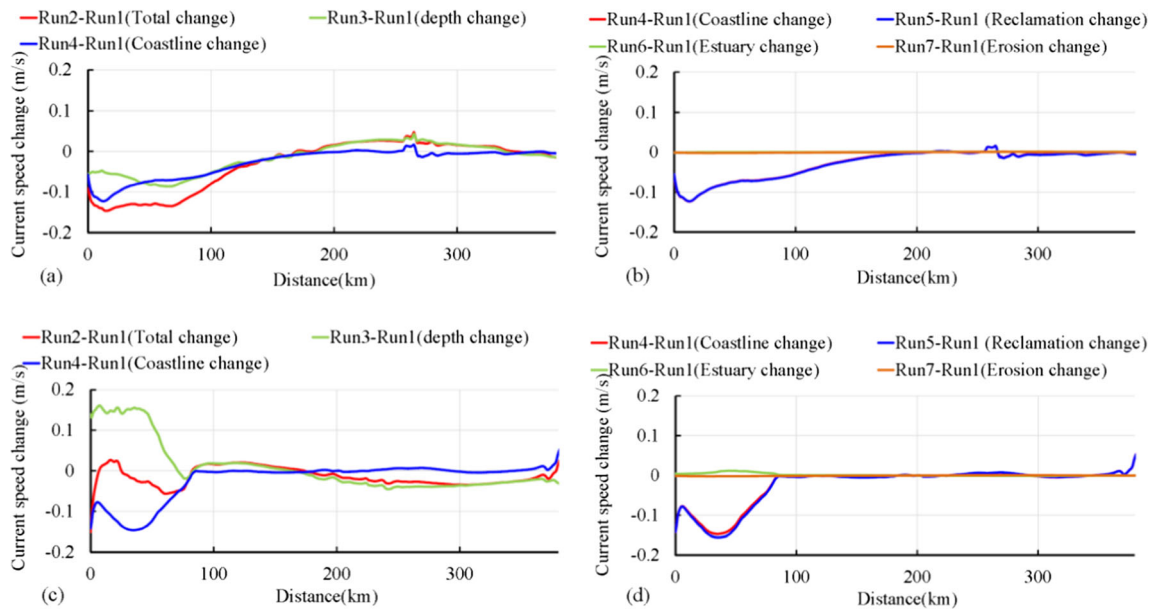 Run2-Run1(Total change) Run3-Run1(depth change)
Run4-Run1(Coastline change)
Current speed change (m/s)
0.2
0.1
0
-0.1
-0.2
0 100 200 300
Distance(km)
(a)
Run4-Run1(Coastline change) Run5-Run1 (Reclamation change)
Run6-Run1(Estuary change) Run7-Run1(Erosion change)
Current speed change (m/s)
0.2
0.1
0
-0.1
-0.2
0 100 200 300
Distance(km)
(b)
Run2-Run1(Total change) Run3-Run1(depth change)
Run4-Run1(Coastline change)
Current speed change (m/s)
0.2
0.1
0
-0.1
-0.2
0 100 200 300
Distance(km)
(c)
Run4-Run1(Coastline change) Run5-Run1 (Reclamation change)
Run6-Run1(Estuary change) Run7-Run1(Erosion change)
Current speed change (m/s)
0.2
0.1
0
-0.1
-0.2
0 100 200 300
Distance(km)
(d)